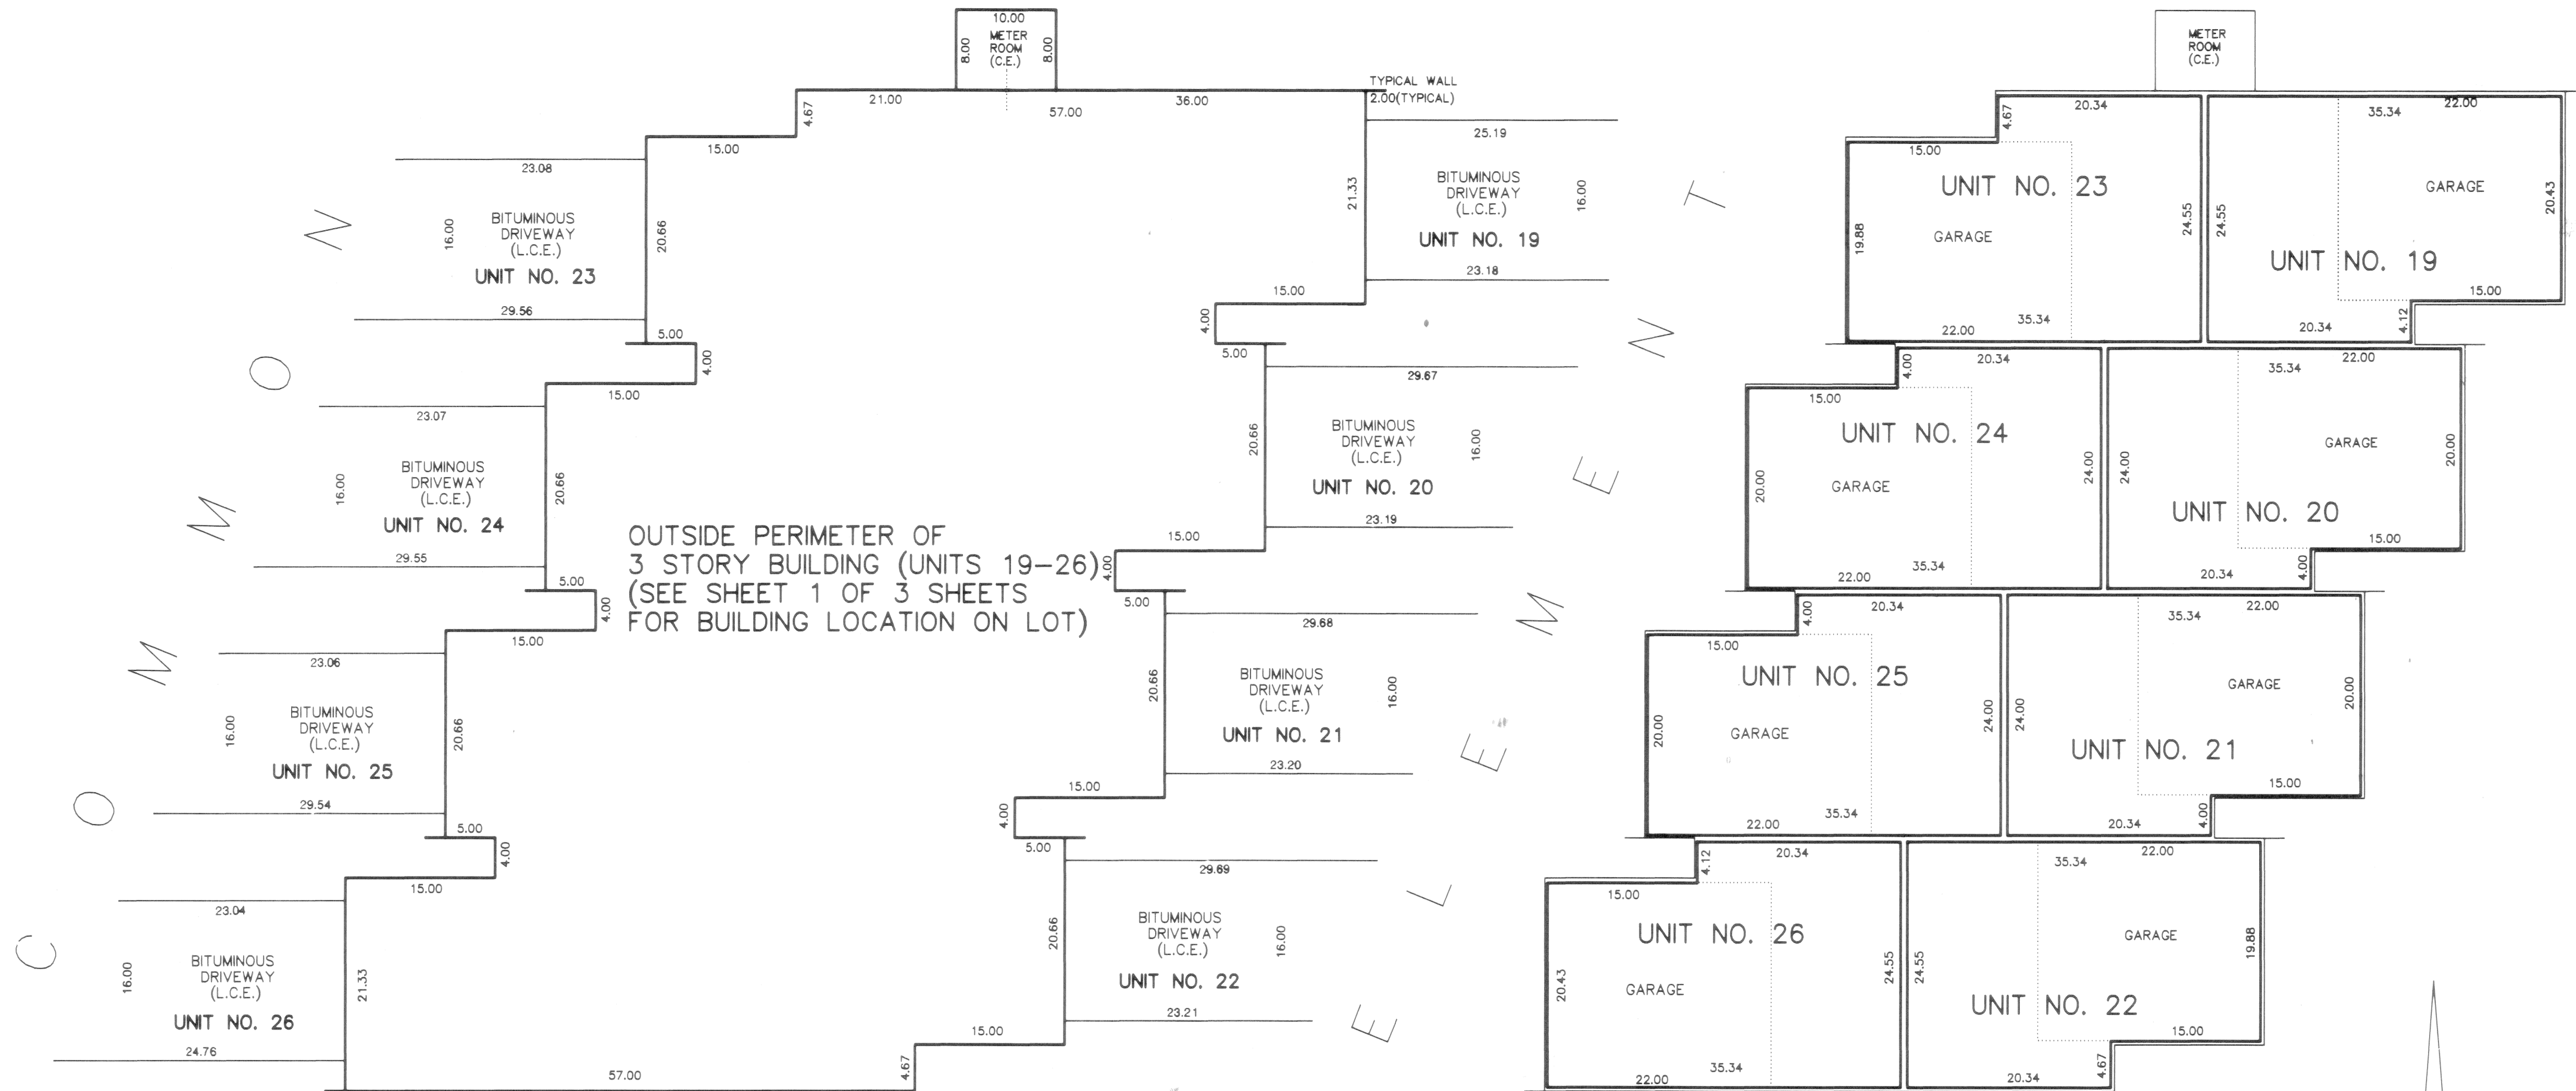 10.00
METER
ROOM
(C.E.)
8.00
8.00
TYPICAL WALL
2.00(TYPICAL)
21.00
36.00
57.00
4.67
15.00
23.08
BITUMINOUS
DRIVEWAY
(L.C.E.)
UNIT NO. 23
16.00
29.56
20.66
5.00
4.00
15.00
23.07
BITUMINOUS
DRIVEWAY
(L.C.E.)
UNIT NO. 24
16.00
29.55
20.66
5.00
4.00
15.00
23.06
BITUMINOUS
DRIVEWAY
(L.C.E.)
UNIT NO. 25
16.00
29.54
20.66
5.00
4.00
15.00
23.04
BITUMINOUS
DRIVEWAY
(L.C.E.)
UNIT NO. 26
16.00
24.76
21.33
57.00
4.67
OUTSIDE PERIMETER OF
3 STORY BUILDING (UNITS 19-26)
(SEE SHEET 1 OF 3 SHEETS
FOR BUILDING LOCATION ON LOT)
25.19
BITUMINOUS
DRIVEWAY
(L.C.E.)
UNIT NO. 19
16.00
23.18
21.33
15.00
4.00
5.00
29.67
BITUMINOUS
DRIVEWAY
(L.C.E.)
UNIT NO. 20
16.00
23.19
20.66
15.00
4.00
5.00
29.68
BITUMINOUS
DRIVEWAY
(L.C.E.)
UNIT NO. 21
16.00
23.20
20.66
15.00
4.00
5.00
29.69
BITUMINOUS
DRIVEWAY
(L.C.E.)
UNIT NO. 22
16.00
23.21
20.66
15.00
COMMON
ELEMENT
METER
ROOM
(C.E.)
20.34
4.67
15.00
UNIT NO. 23
GARAGE
19.88
24.55
35.34
22.00
22.00
35.34
24.55
GARAGE
20.43
UNIT NO. 19
15.00
4.12
20.34
20.34
4.00
15.00
UNIT NO. 24
GARAGE
20.00
24.00
35.34
22.00
22.00
35.34
24.00
GARAGE
20.00
UNIT NO. 20
15.00
4.00
20.34
20.34
4.00
15.00
UNIT NO. 25
GARAGE
20.00
24.00
35.34
22.00
22.00
35.34
24.00
GARAGE
20.00
UNIT NO. 21
15.00
4.00
20.34
20.34
4.12
15.00
UNIT NO. 26
GARAGE
20.43
24.55
35.34
22.00
22.00
35.34
24.55
GARAGE
19.88
UNIT NO. 22
15.00
4.67
20.34